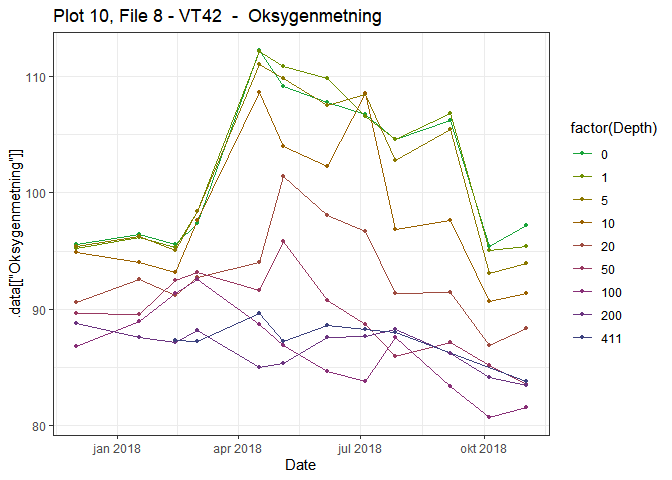 Plot 10, File 8 - VT42  -  Oksygenmetning
.data[["Oksygenmetning"]]
110
100
90
80
jan 2018
apr 2018
jul 2018
okt 2018
Date
factor(Depth)
0
1
5
10
20
50
100
200
411